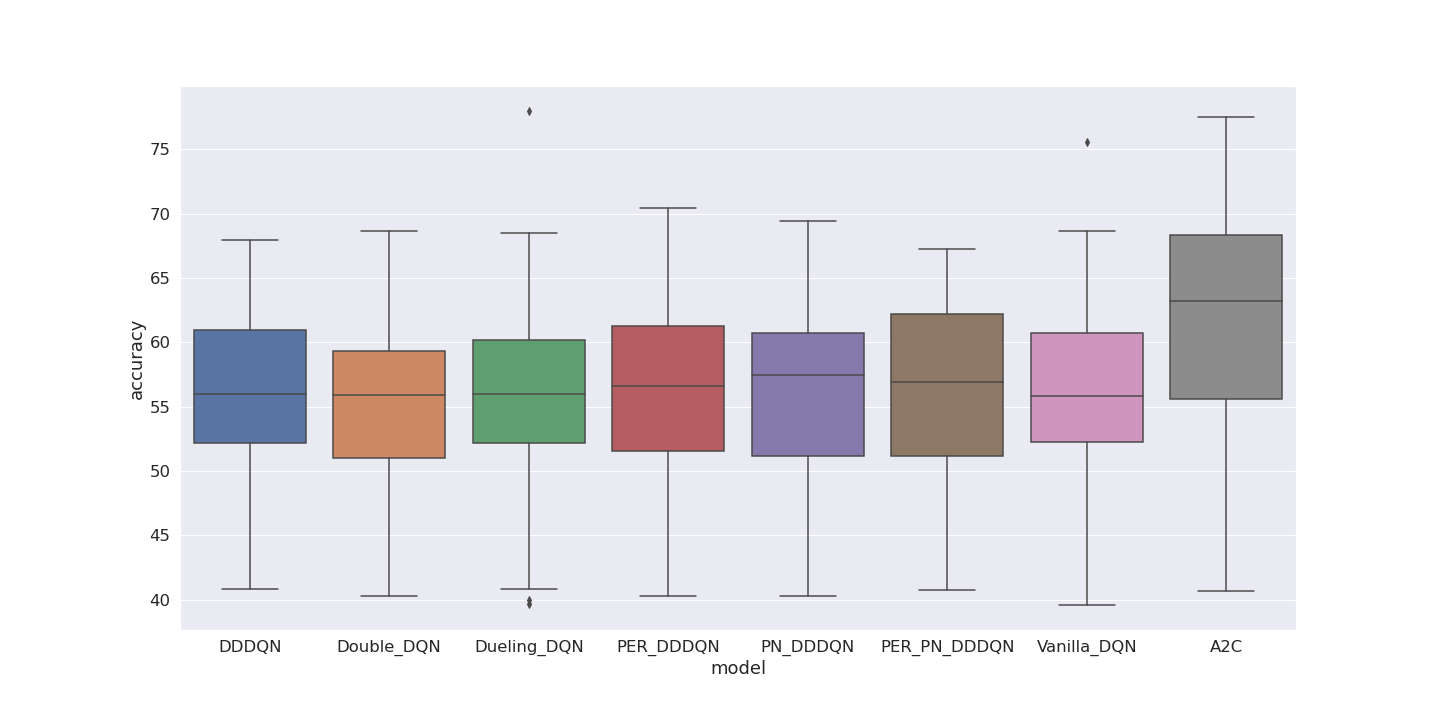 75
70
65
60
55
50
45
40
accuracy
DDDQN Double_DQN Dueling_DQN PER_DDDQN PN_DDDQN PER_PN_DDDQN Vanilla_DQN A2C
model